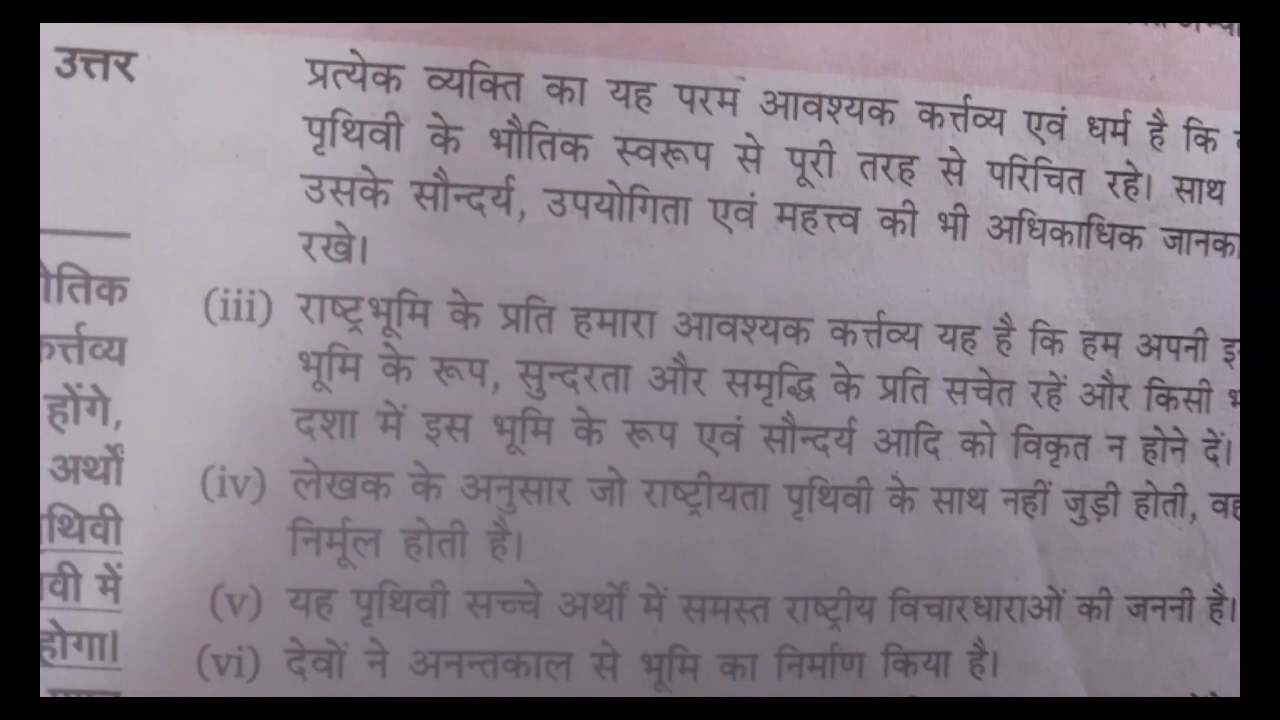 उत्तर
प्रत्येक व्यक्ति का यह परम आवश्यक कर्त्तव्य एवं धर्म है कि
पृथिवी के भौतिक स्वरूप से पूरी तरह से परिचित रहे। साथ
उसके सौन्दर्य, उपयोगिता एवं महत्त्व की भी अधिकाधिक
रखे।
(iii) राष्ट्रभूमि के प्रति हमारा आवश्यक कर्त्तव्य यह है कि हम अपनी
भूमि के रूप, सुन्दरता और समृद्धि के प्रति सचेत रहें और किसी
दशा में इस भूमि के रूप एवं सौन्दर्य आदि को विकृत न होने दें।
(iv) लेखक के अनुसार जो राष्ट्रीयता पृथिवी के साथ नहीं जुड़ी होती,
निर्मूल होती है।
(v) यह पृथिवी सच्चे अर्थों में समस्त राष्ट्रीय विचारधाराओं की जननी है।
(vi) देवों ने अनन्तकाल से भूमि का निर्माण किया है।
होंगे,
अर्थों
में